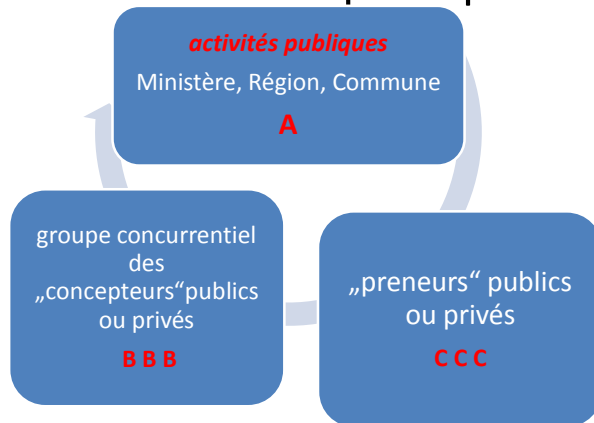 activités publiques
Ministère, Région, Commune
A
groupe concurrentiel
des
„concepteurs“publics
ou privés
B B B
„preneurs“ publics
ou privés
C C C